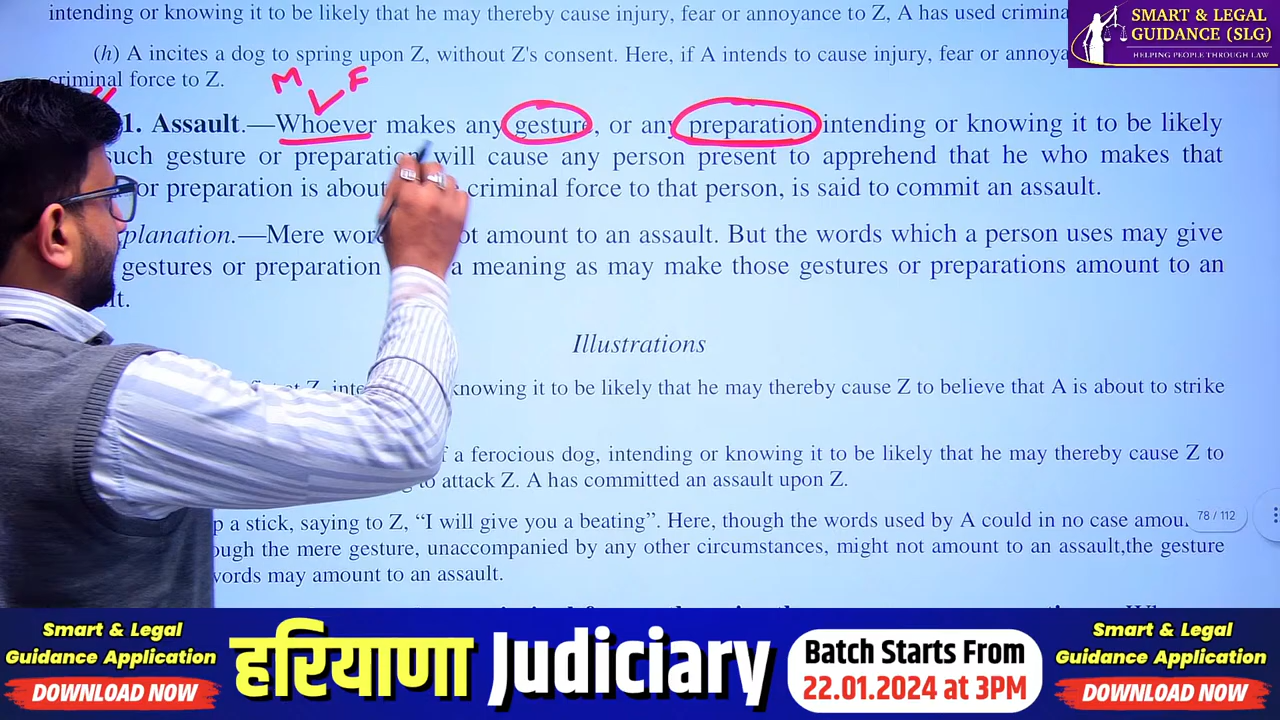 intending or knowing it to be likely that he may thereby cause injury, fear or annoyance to Z, A has used
SMART & LEGAL
GUIDANCE (SLG)
HELPING PEOPLE THROUGH LAW
(h) A incites a dog to spring upon Z, without Z's consent. Here, if A intends to cause injury, fear or
criminal force to Z.
M F
1. Assault.—Whoever makes any gesture, or any preparation intending or knowing it to be likely
such gesture or preparation will cause any person present to apprehend that he who makes that
or preparation is about criminal force to that person, is said to commit an assault.
Mere amount to an assault. But the words which a person uses may give
gestures or preparation a meaning as may make those gestures or preparations amount to an
Illustrations
knowing it to be likely that he may thereby cause Z to believe that A is about to strike
f a ferocious dog, intending or knowing it to be likely that he may thereby cause Z to
attack Z. A has committed an assault upon Z.
p a stick, saying to Z, “I will give you a beating”. Here, though the words used by A could in no case
78 / 112
the mere gesture, unaccompanied by any other circumstances, might not amount to an assault,the gesture
words may amount to an assault.
Smart & Legal
Guidance Application
DOWNLOAD NOW
हरियाणा Judiciary
Batch Starts From
22.01.2024 at 3PM
Smart & Legal
Guidance Application
DOWNLOAD NOW